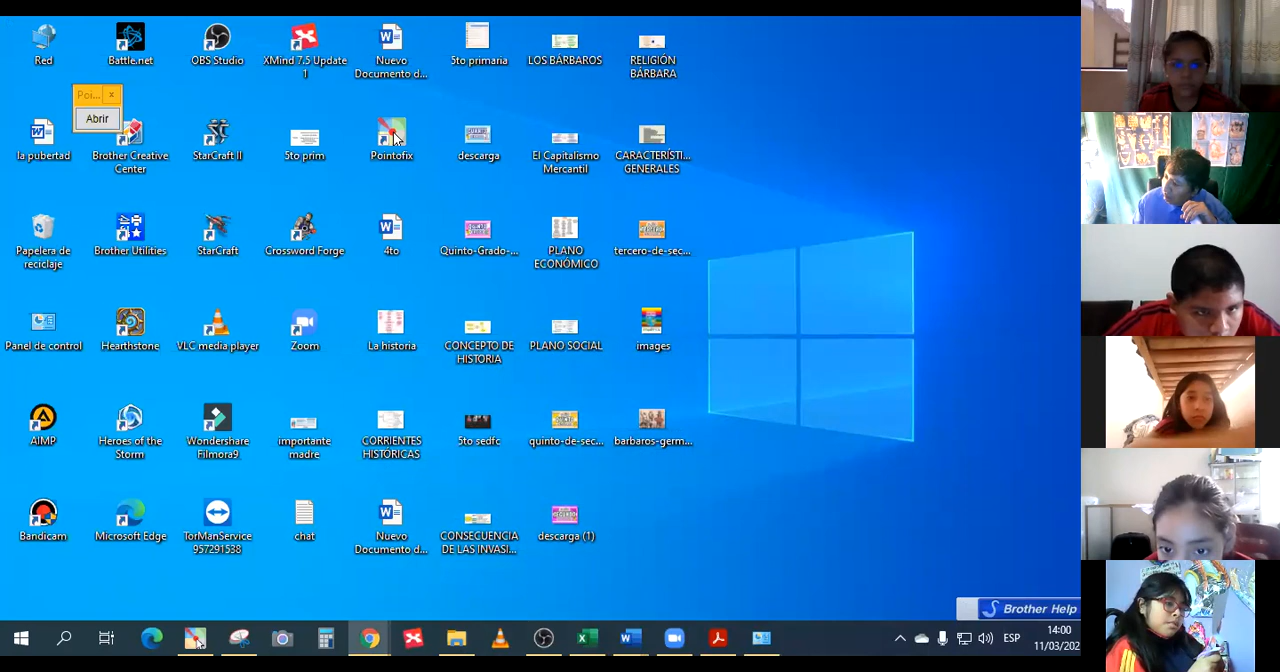 Red
Battle.net
OBS Studio
XMind 7.5 Update
1
Nuevo
Documento d...
5to primaria
LOS BÁRBAROS
RELIGIÓN
BÁRBARA
Poi... x
Abrir
la pubertad
Brother Creative
Center
StarCraft II
5to prim
Pointofix
descarga
El Capitalismo
Mercantil
CARACTERÍSTI...
GENERALES
Papelera de
reciclaje
Brother Utilities
StarCraft
Crossword Forge
4to
Quinto-Grado-...
PLANO
ECONÓMICO
tercero-de-sec...
Panel de control
Hearthstone
VLC media player
Zoom
La historia
CONCEPTO DE
HISTORIA
PLANO SOCIAL
images
AIMP
Heroes of the
Storm
Wondershare
Filmora9
importante
madre
CORRIENTES
HISTÓRICAS
5to sedfc
quinto-de-sec...
barbaros-germ...
Bandicam
Microsoft Edge
TorManService
957291538
chat
Nuevo
Documento d...
CONSECUENCIA
DE LAS INVASI...
descarga (1)
Brother Help
ESP
14:00
11/03/202